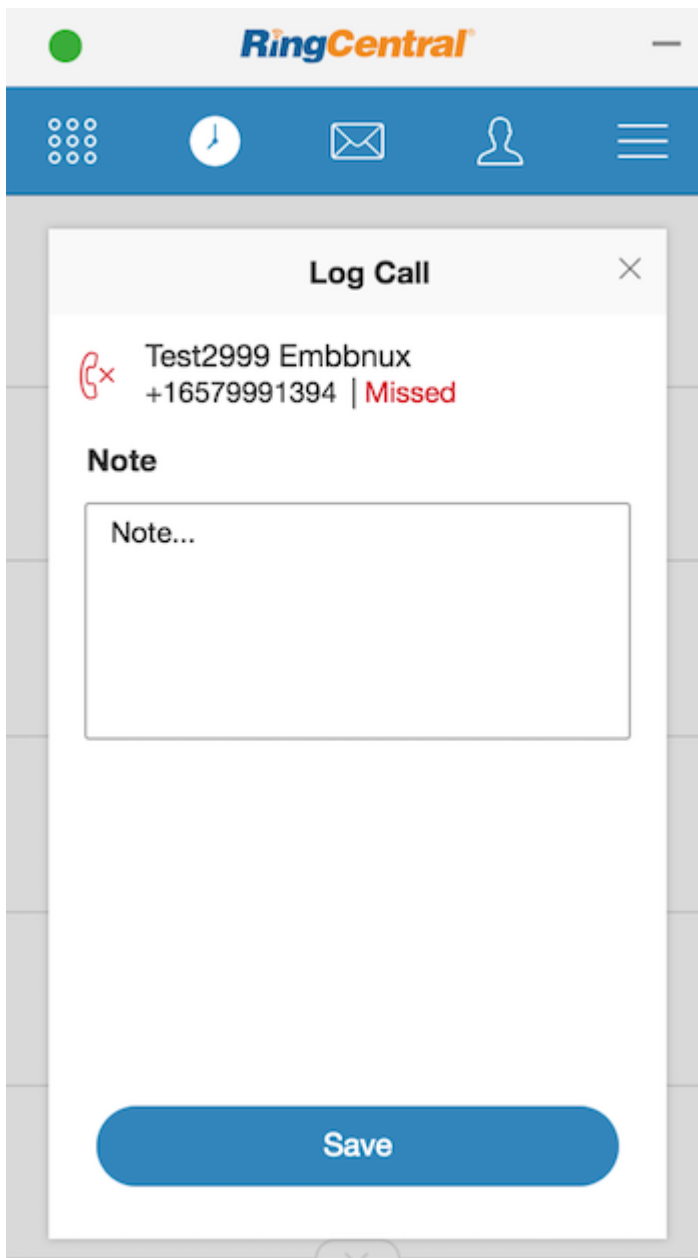 RingCentral
Log Call
Test2999 Embbnux
+16579991394 | Missed
Note
Note...
Save